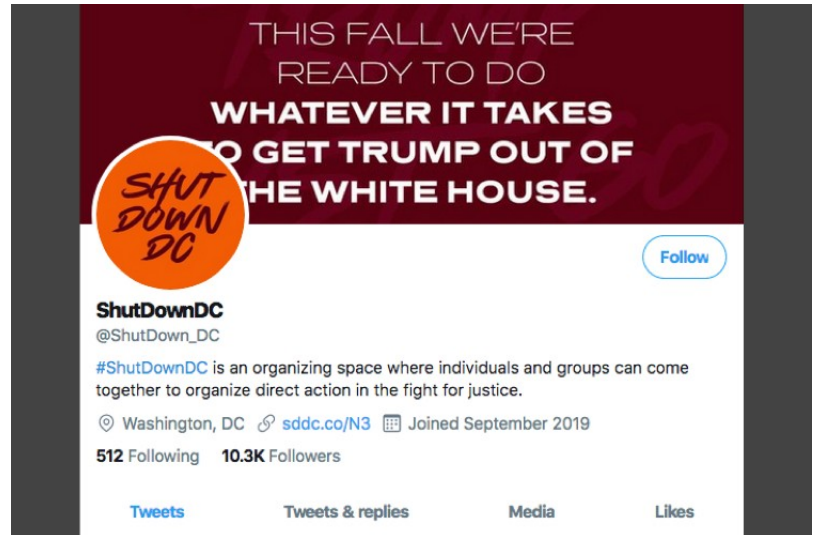 THIS FALL WE'RE
READY TO DO
WHATEVER IT TAKES
O GET TRUMP OUT OF
HE WHITE HOUSE.
SHUT
DOWN
DC
Follow
ShutDownDC
@ShutDown_DC
#ShutDownDC is an organizing space where individuals and groups can come
together to organize direct action in the fight for justice.
Washington, DC sddc.co/N3 Joined September 2019
512 Following 10.3K Followers
Tweets Tweets & replies Media Likes